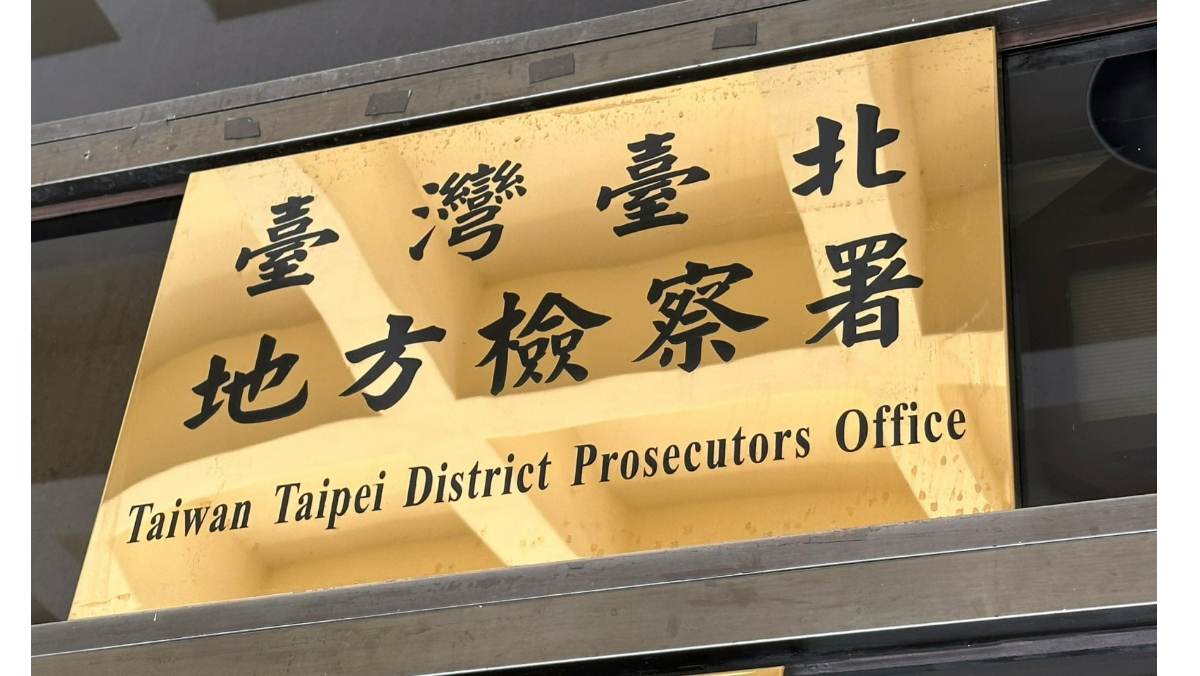 臺灣臺北
地方檢察署
Taiwan Taipei District Prosecutors Office